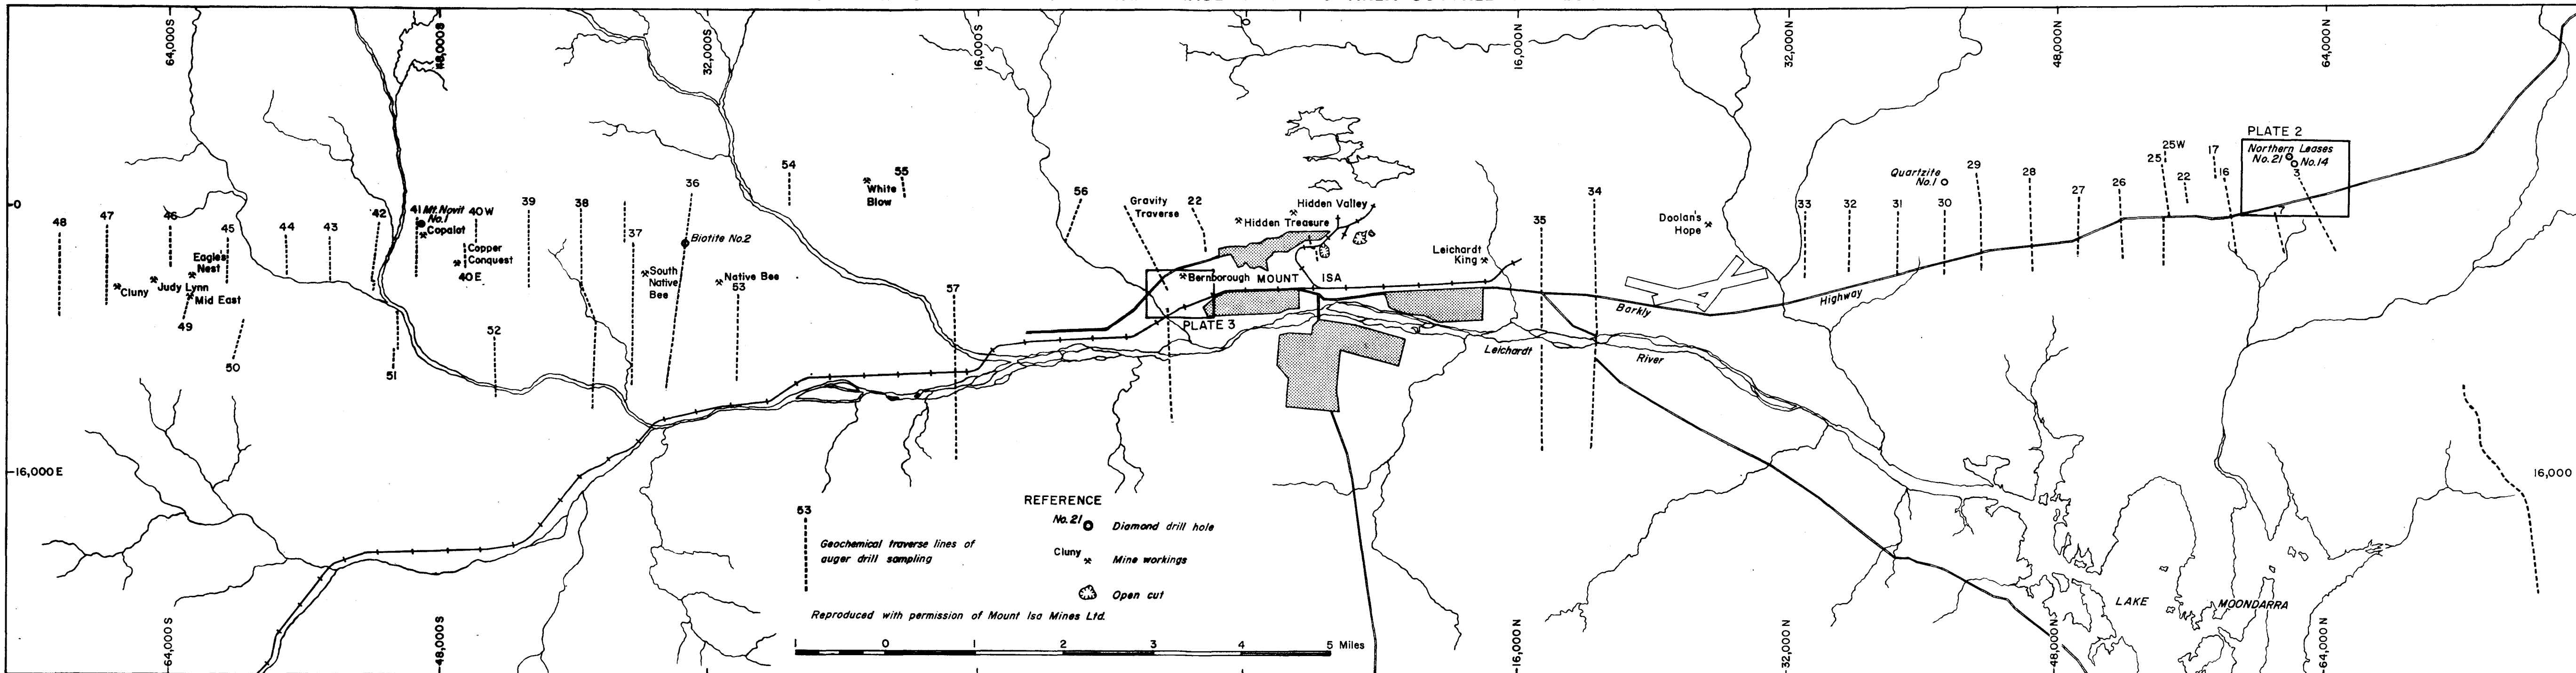 64,000S
48,000S
32,000S
16,000S
0
16,000N
32,000N
48,000N
64,000N
PLATE 2
Northern Leases
No. 21
No. 14
3
7
25W
25
17
16
22
26
27
28
29
Quartzite
No. 1
30
31
32
33
Doolan's
Hope
34
35
Leichardt
King
Hidden Valley
Hidden Treasure
22
Gravity
Traverse
56
55
White
Blow
54
36
Biotite No.2
37
South
Native
Bee
Native Bee
53
38
39
40W
41
Mt. Novit
No. 1
Copalot
Copper
Conquest
40E
42
43
44
45
46
47
48
0
Eagle's
Nest
Judy Lynn
Cluny
Mid East
49
50
51
52
57
Bernborough
MOUNT ISA
PLATE 3
Barkly
Highway
Leichardt
River
16,000E
16,000
LAKE
MOONDARRA
REFERENCE
53
Geochemical traverse lines of
auger drill sampling
No. 21
Diamond drill hole
Cluny
Mine workings
Open cut
Reproduced with permission of Mount Isa Mines Ltd.
1 0 1 2 3 4 5 Miles
64,000S
48,000S
16,000N
32,000N
48,000N
64,000N